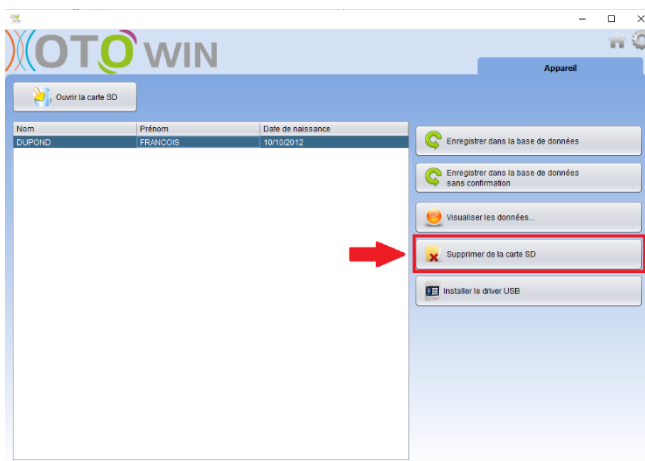 OTO WIN
Appareil
Ouvrir la carte SD
Nom Prénom Date de naissance
DUPOND FRANCOIS 10/10/2012
Enregistrer dans la base de données
Enregistrer dans la base de données
sans confirmation
Visualiser les données...
Supprimer de la carte SD
Installer le driver USB